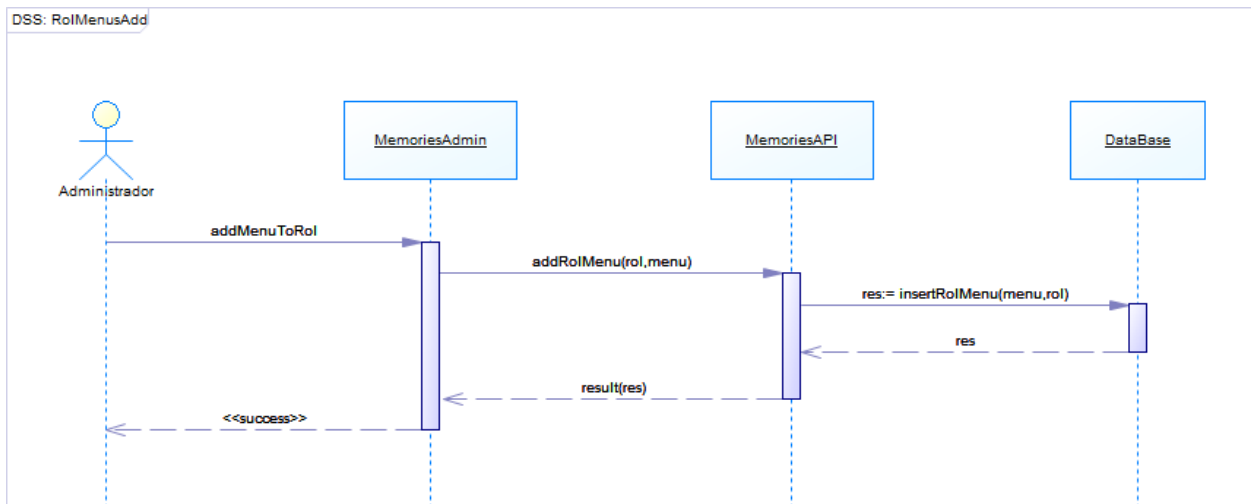 DSS: RolMenusAdd
MemoriesAdmin
MemoriesAPI
DataBase
Administrador
addMenuToRol
addRolMenu(rol,menu)
res:= insertRolMenu(menu,rol)
res
result(res)
<<success>>